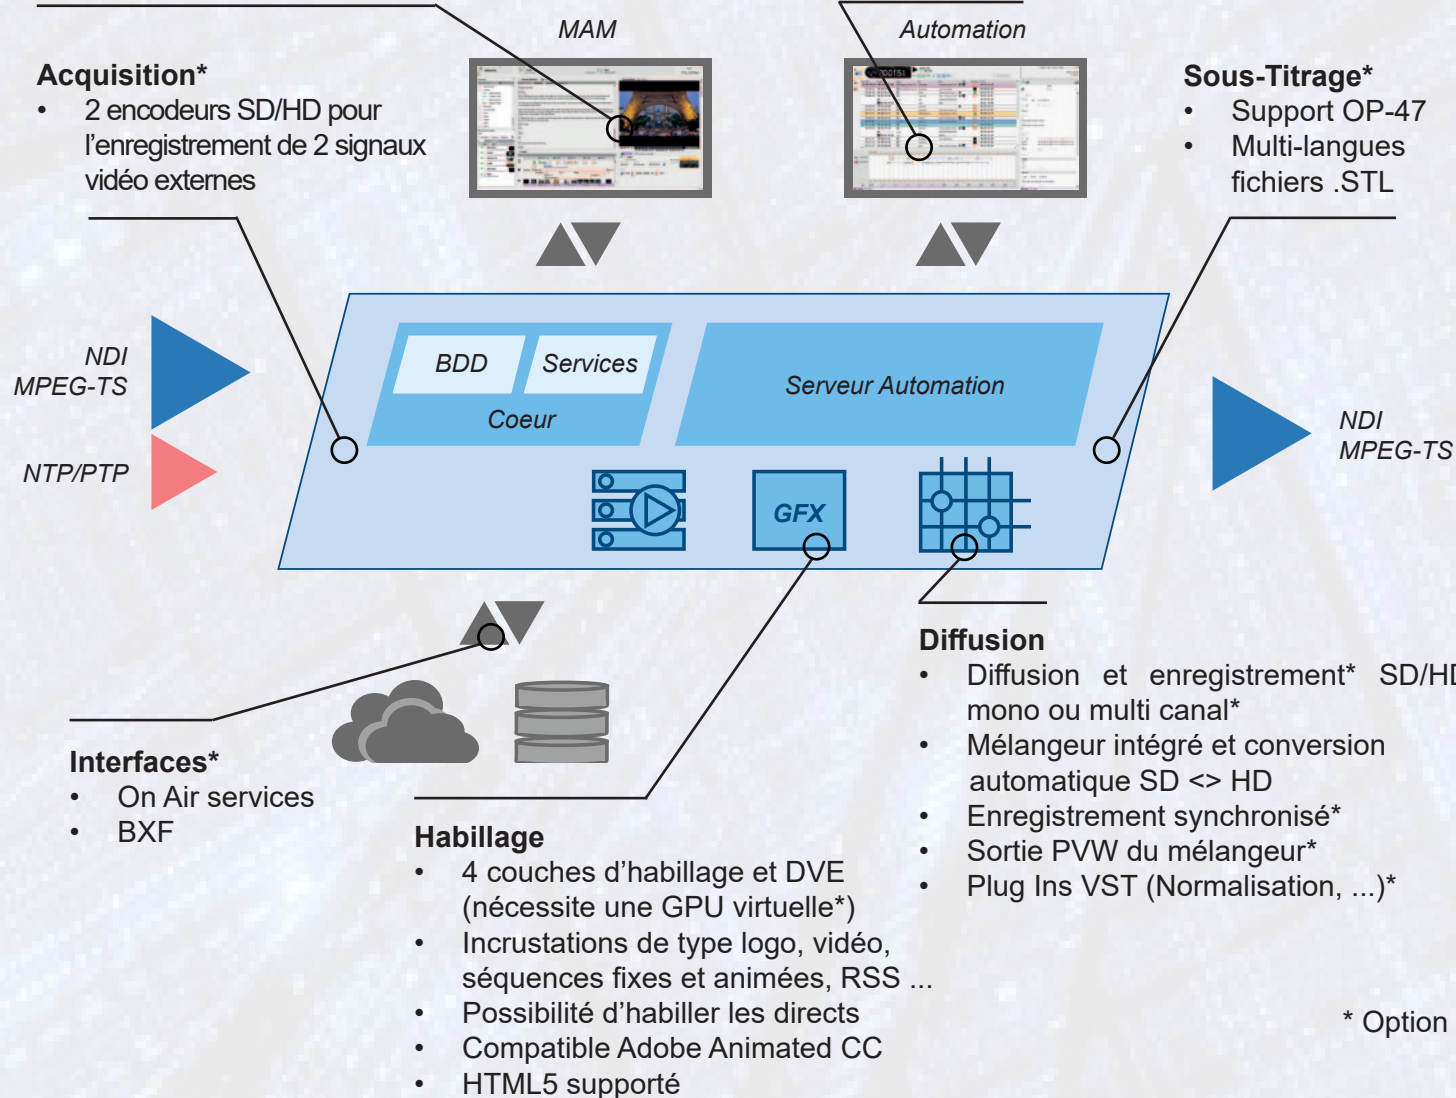 MAM
Automation
Acquisition*
• 2 encodeurs SD/HD pour
l'enregistrement de 2 signaux
vidéo externes
Sous-Titrage*
• Support OP-47
• Multi-langues
fichiers .STL
NDI
MPEG-TS
NTP/PTP
BDD
Services
Coeur
Serveur Automation
GFX
NDI
MPEG-TS
Interfaces*
• On Air services
• BXF
Habillage
• 4 couches d'habillage et DVE
(nécessite une GPU virtuelle*)
• Incrustations de type logo, vidéo,
séquences fixes et animées, RSS ...
• Possibilité d'habiller les directs
• Compatible Adobe Animated CC
• HTML5 supporté
Diffusion
• Diffusion et enregistrement* SD/HD
mono ou multi canal*
• Mélangeur intégré et conversion
automatique SD <> HD
• Enregistrement synchronisé*
• Sortie PVW du mélangeur*
• Plug Ins VST (Normalisation, ...)*
* Option